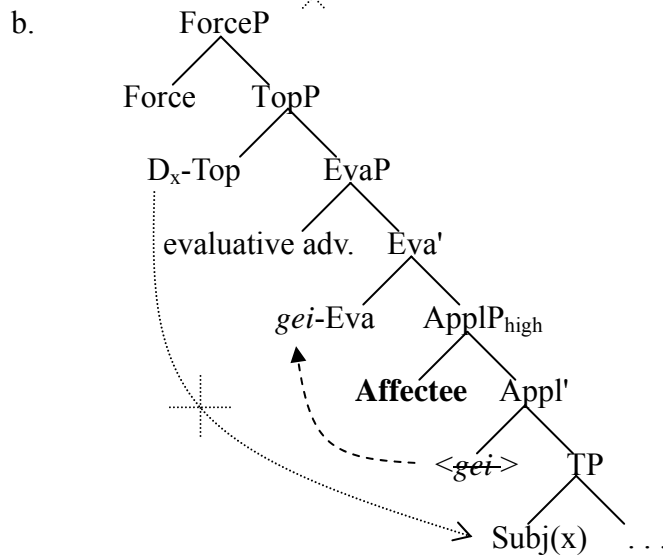 b. ForceP
Force TopP
Dx-Top EvaP
evaluative adv. Eva'
gei-Eva ApplPhigh
Affectee Appl'
<gei> TP
Subj(x) . . .